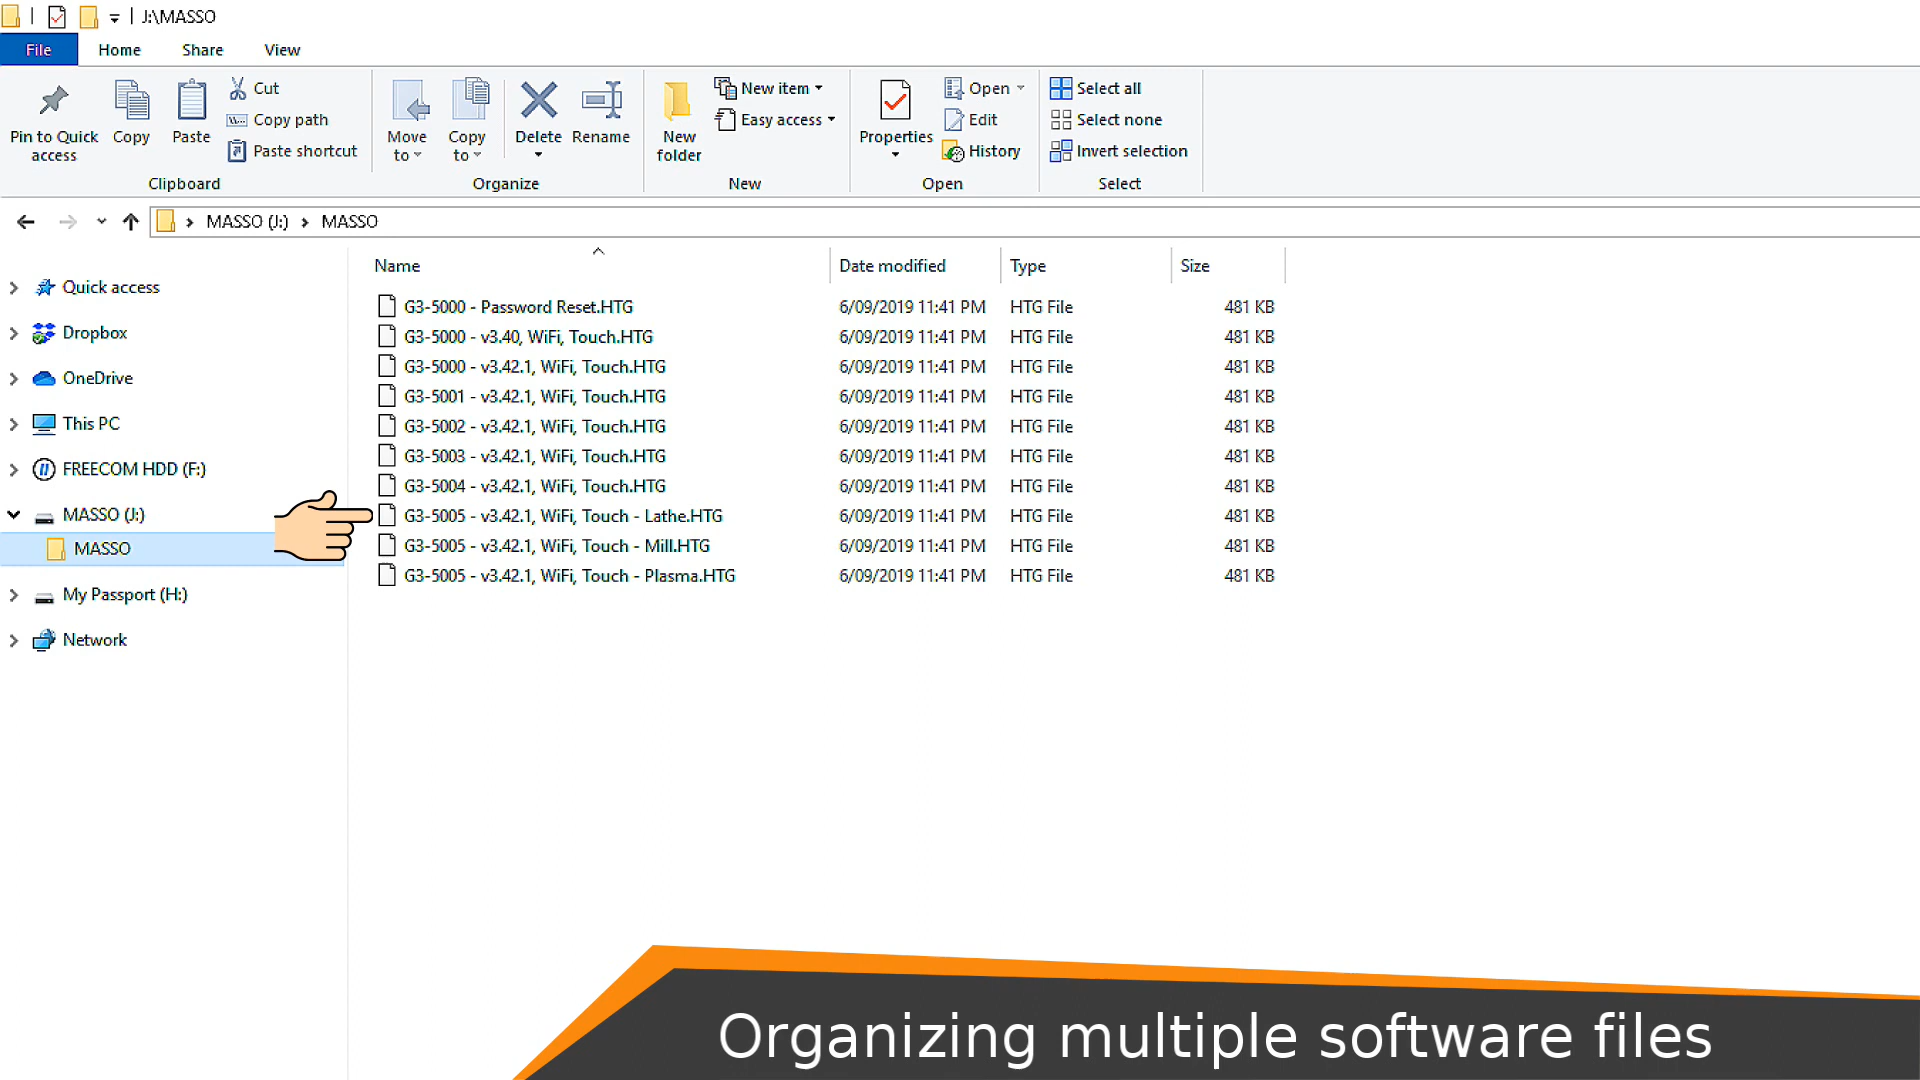 J:\MASSO
File Home Share View
Pin to Quick access
Copy
Paste
Cut
Copy path
Paste shortcut
Clipboard
Move to
Copy to
Delete
Rename
Organize
New folder
New item
Easy access
New
Properties
Open
Edit
History
Open
Select all
Select none
Invert selection
Select
MASSO (J:) MASSO
Quick access
Dropbox
OneDrive
This PC
FREECOM HDD (F:)
MASSO (J:)
MASSO
My Passport (H:)
Network
Name Date modified Type Size
G3-5000 - Password Reset.HTG 6/09/2019 11:41 PM HTG File 481 KB
G3-5000 - v3.40, WiFi, Touch.HTG 6/09/2019 11:41 PM HTG File 481 KB
G3-5000 - v3.42.1, WiFi, Touch.HTG 6/09/2019 11:41 PM HTG File 481 KB
G3-5001 - v3.42.1, WiFi, Touch.HTG 6/09/2019 11:41 PM HTG File 481 KB
G3-5002 - v3.42.1, WiFi, Touch.HTG 6/09/2019 11:41 PM HTG File 481 KB
G3-5003 - v3.42.1, WiFi, Touch.HTG 6/09/2019 11:41 PM HTG File 481 KB
G3-5004 - v3.42.1, WiFi, Touch.HTG 6/09/2019 11:41 PM HTG File 481 KB
G3-5005 - v3.42.1, WiFi, Touch - Lathe.HTG 6/09/2019 11:41 PM HTG File 481 KB
G3-5005 - v3.42.1, WiFi, Touch - Mill.HTG 6/09/2019 11:41 PM HTG File 481 KB
G3-5005 - v3.42.1, WiFi, Touch - Plasma.HTG 6/09/2019 11:41 PM HTG File 481 KB
Organizing multiple software files